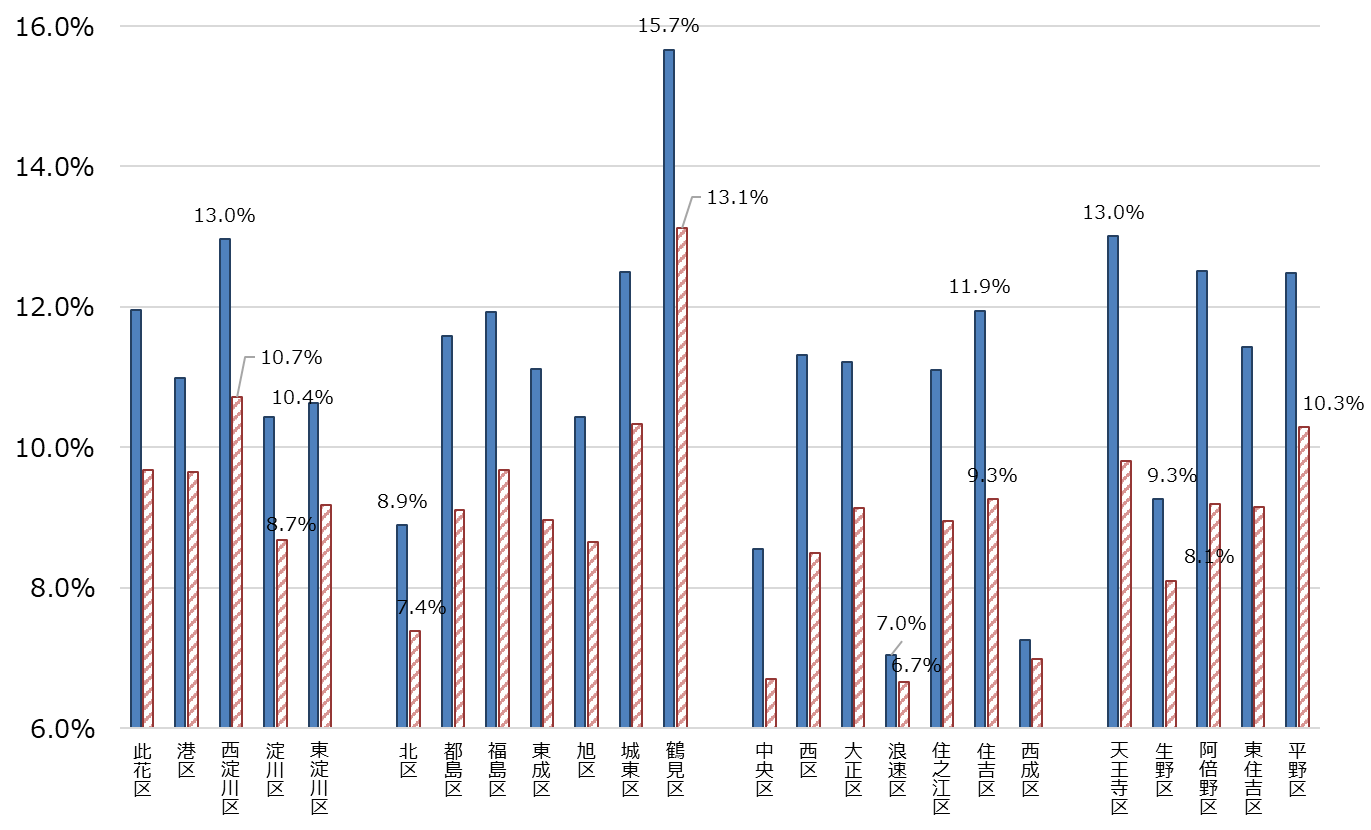 16.0%
14.0%
12.0%
10.0%
8.0%
6.0%
13.0%
10.7%
10.4%
8.7%
8.9%
7.4%
15.7%
13.1%
7.0%
6.7%
11.9%
9.3%
13.0%
9.3%
8.1%
10.3%
此花区
港区
西淀川区
淀川区
東淀川区
北区
都島区
福島区
東成区
旭区
城東区
鶴見区
中央区
西区
大正区
浪速区
住之江区
住吉区
西成区
天王寺区
生野区
阿倍野区
東住吉区
平野区